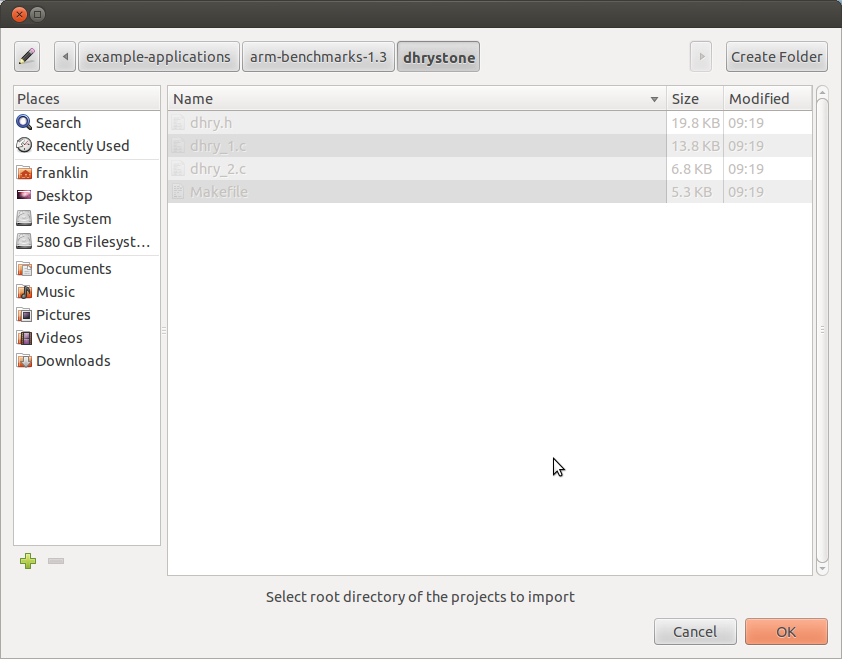 example-applications arm-benchmarks-1.3 dhrystone Create Folder
Places
Search
Recently Used
franklin
Desktop
File System
580 GB Filesyst...
Documents
Music
Pictures
Videos
Downloads
Name Size Modified
dhry.h 19.8 KB 09:19
dhry_1.c 13.8 KB 09:19
dhry_2.c 6.8 KB 09:19
Makefile 5.3 KB 09:19
Select root directory of the projects to import
Cancel OK